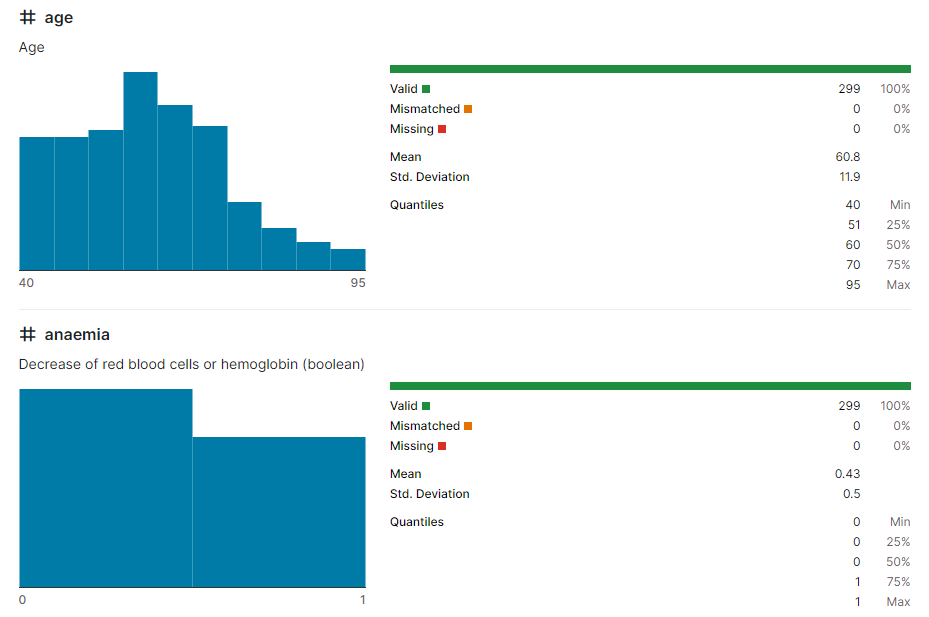 # age
Age
Valid 299 100%
Mismatched 0 0%
Missing 0 0%
Mean 60.8
Std. Deviation 11.9
Quantiles 40 Min
51 25%
60 50%
70 75%
95 Max
40 95
# anaemia
Decrease of red blood cells or hemoglobin (boolean)
Valid 299 100%
Mismatched 0 0%
Missing 0 0%
Mean 0.43
Std. Deviation 0.5
Quantiles 0 Min
0 25%
0 50%
1 75%
1 Max
0 1